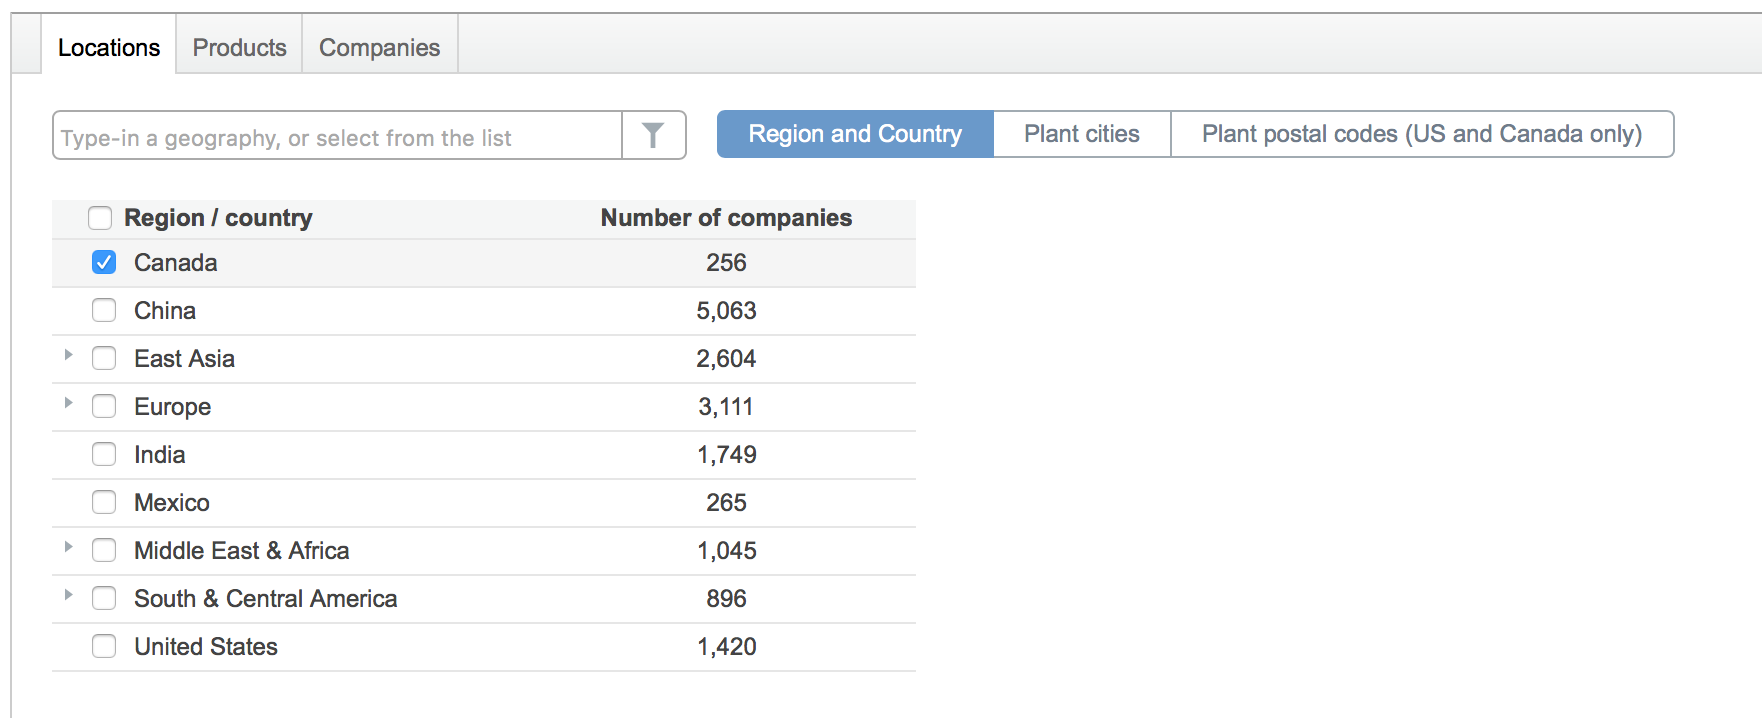 Locations Products Companies
Type-in a geography, or select from the list Region and Country Plant cities Plant postal codes (US and Canada only)
Region / country Number of companies
Canada 256
China 5,063
East Asia 2,604
Europe 3,111
India 1,749
Mexico 265
Middle East & Africa 1,045
South & Central America 896
United States 1,420